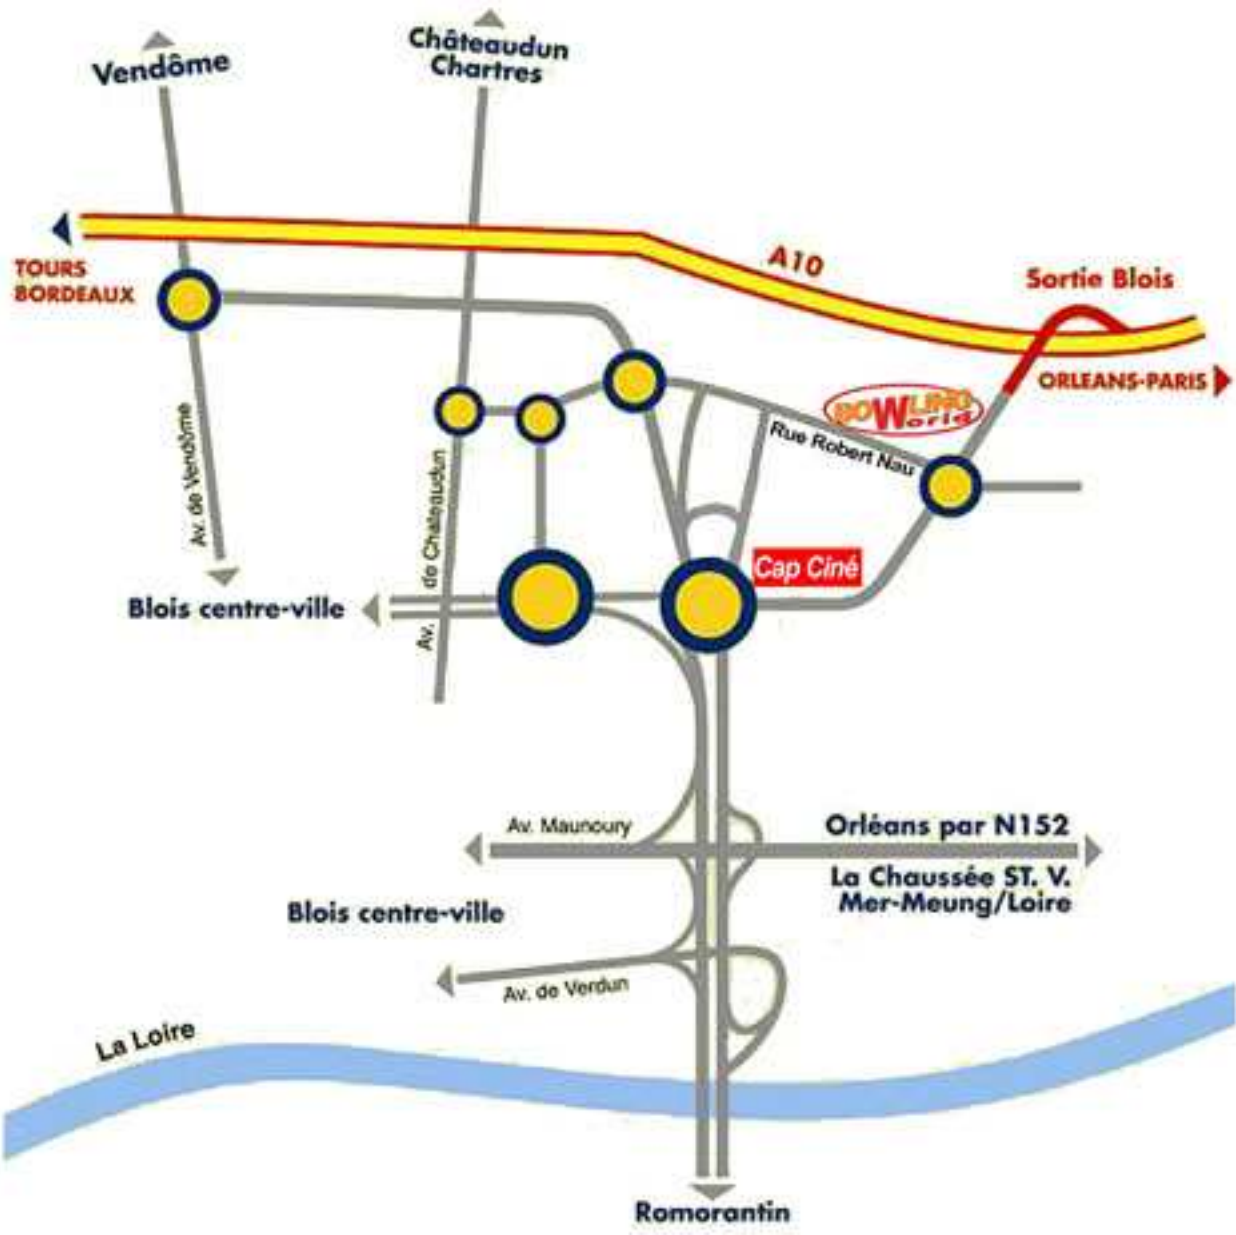 Vendôme
Châteaudun
Chartres
A10
TOURS
BORDEAUX
Sortie Blois
ORLEANS-PARIS
BOWLING
World
Rue Robert Nau
Av. de Vendôme
Av. de Chateaudun
Cap Ciné
Blois centre-ville
Av. Maunoury
Orléans par N152
La Chaussée ST. V.
Mer-Meung/Loire
Blois centre-ville
Av. de Verdun
La Loire
Romorantin